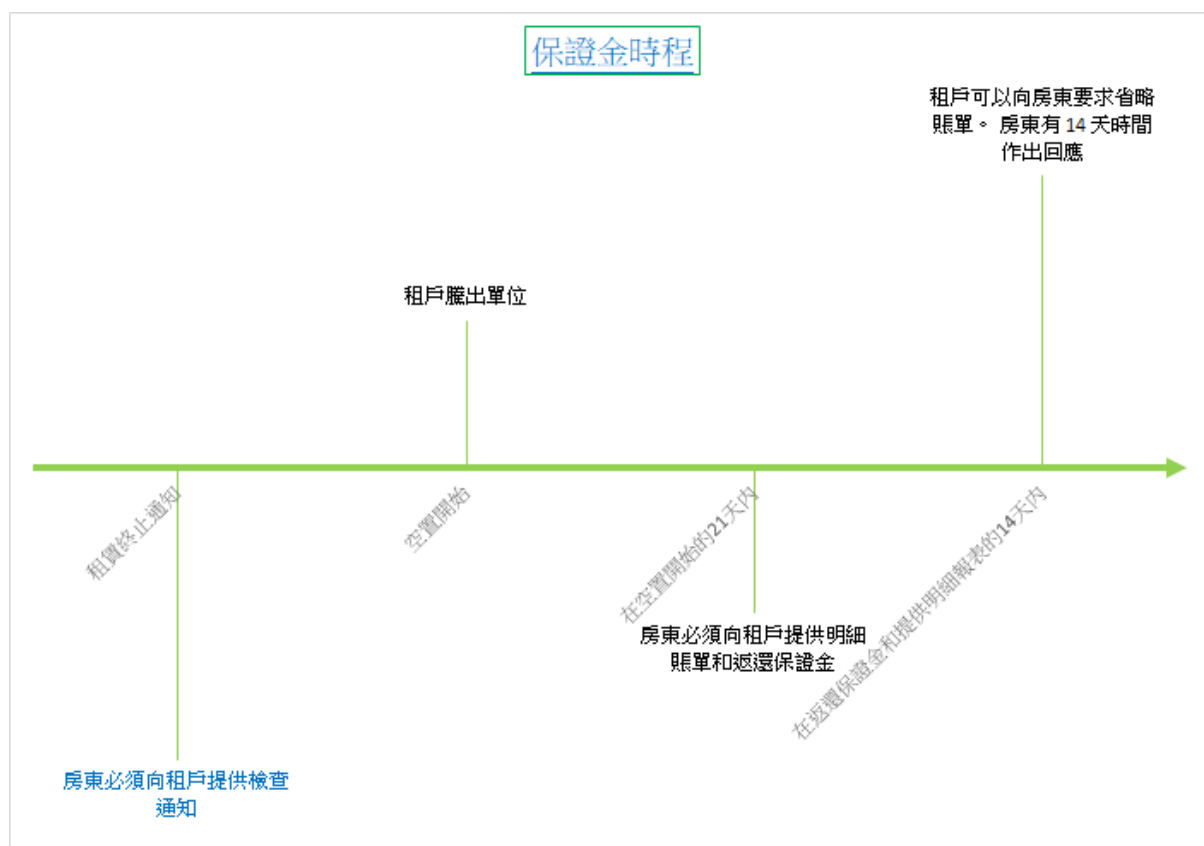 保證金時程
租戶可以向房東要求省略
賬單。 房東有 14 天時間
作出回應
租戶騰出單位
租賃終止通知
空置開始
在空置開始的21天内
在返還保證金和提供明細報表的14天内
房東必須向租戶提供明細
賬單和返還保證金
房東必須向租戶提供檢查
通知